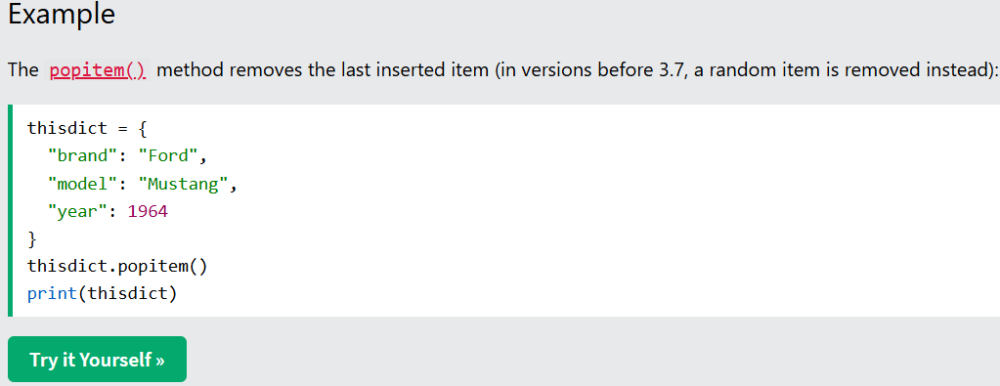 Example
The popitem() method removes the last inserted item (in versions before 3.7, a random item is removed instead):
thisdict = {
  "brand": "Ford",
  "model": "Mustang",
  "year": 1964
}
thisdict.popitem()
print(thisdict)
Try it Yourself »